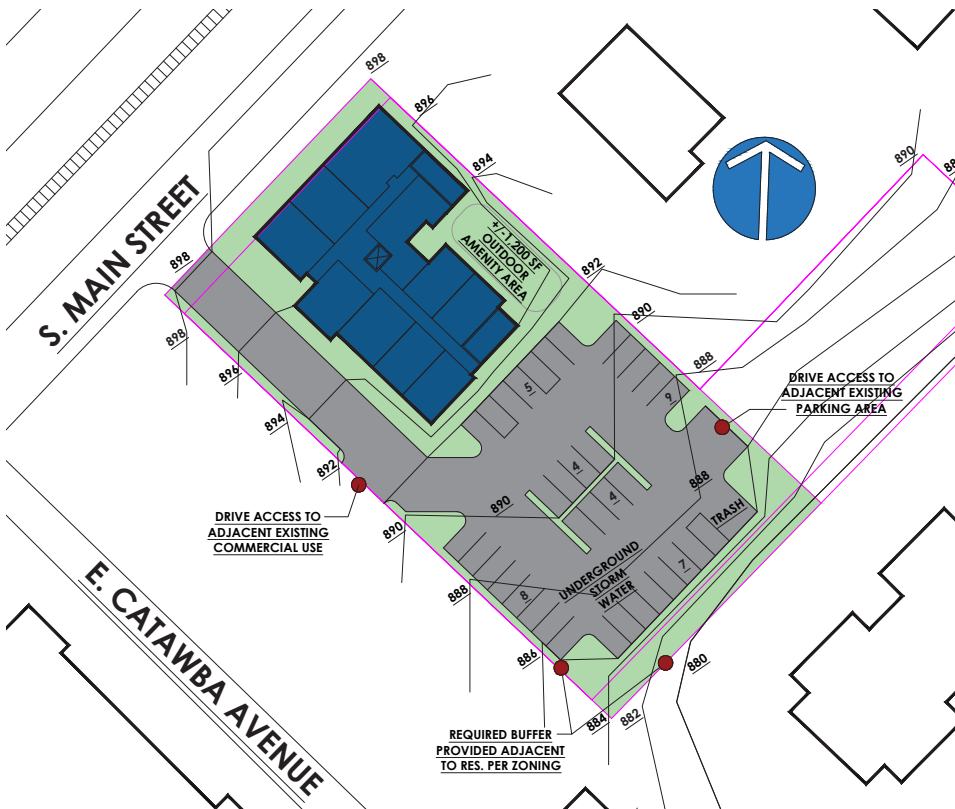 898
896
894
890
88
S. MAIN STREET
+/-1,200 SF
OUTDOOR
AMENITY AREA
898
892
890
898
896
888
5
9
DRIVE ACCESS TO
ADJACENT EXISTING
PARKING AREA
894
892
4
4
888
890
TRASH
DRIVE ACCESS TO
ADJACENT EXISTING
COMMERCIAL USE
890
UNDERGROUND
STORM
WATER
7
888
8
E. CATAWBA AVENUE
886
880
884
882
REQUIRED BUFFER
PROVIDED ADJACENT
TO RES. PER ZONING